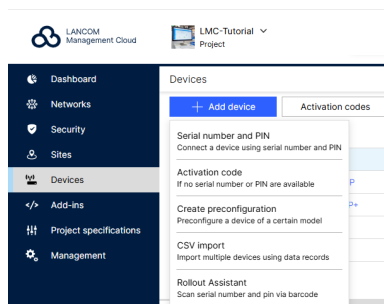 LANCOM
Management Cloud
LMC-Tutorial
Project
Dashboard
Networks
Security
Sites
Devices
Add-ins
Project specifications
Management
Devices
Add device
Activation codes
Serial number and PIN
Connect a device using serial number and PIN
Activation code
If no serial number or PIN are available
Create preconfiguration
Preconfigure a device of a certain model
CSV import
Import multiple devices using data records
Rollout Assistant
Scan serial number and pin via barcode
P
P+